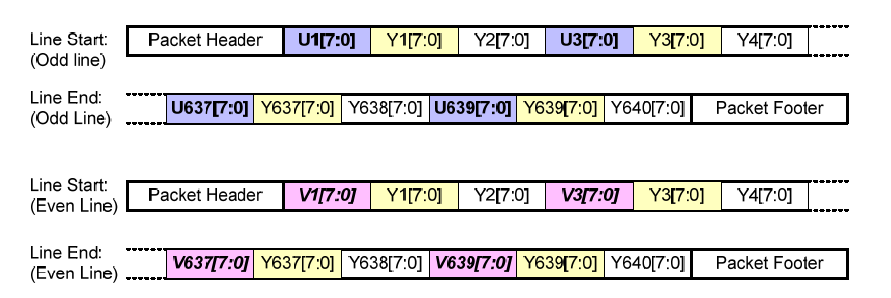 Line Start: Packet Header U1[7:0] Y1[7:0] Y2[7:0] U3[7:0] Y3[7:0] Y4[7:0]
(Odd line)
Line End: U637[7:0] Y637[7:0] Y638[7:0] U639[7:0] Y639[7:0] Y640[7:0] Packet Footer
(Odd Line)
Line Start: Packet Header V1[7:0] Y1[7:0] Y2[7:0] V3[7:0] Y3[7:0] Y4[7:0]
(Even Line)
Line End: V637[7:0] Y637[7:0] Y638[7:0] V639[7:0] Y639[7:0] Y640[7:0] Packet Footer
(Even Line)